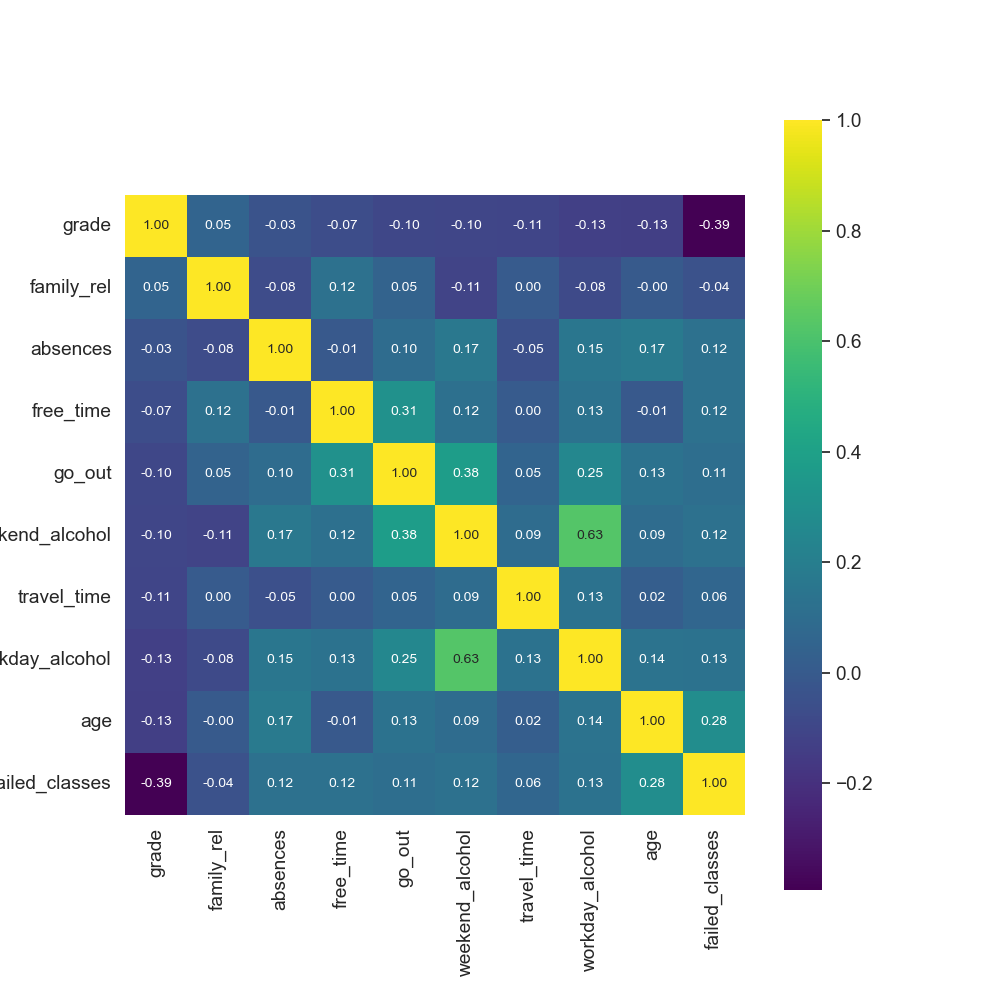 1.0
grade 1.00 0.05 -0.03 -0.07 -0.10 -0.10 -0.11 -0.13 -0.13 -0.39
0.8
family_rel 0.05 1.00 -0.08 0.12 0.05 -0.11 0.00 -0.08 -0.00 -0.04
absences -0.03 -0.08 1.00 -0.01 0.10 0.17 -0.05 0.15 0.17 0.12
0.6
free_time -0.07 0.12 -0.01 1.00 0.31 0.12 0.00 0.13 -0.01 0.12
0.4
go_out -0.10 0.05 0.10 0.31 1.00 0.38 0.05 0.25 0.13 0.11
kend_alcohol -0.10 -0.11 0.17 0.12 0.38 1.00 0.09 0.63 0.09 0.12
0.2
travel_time -0.11 0.00 -0.05 0.00 0.05 0.09 1.00 0.13 0.02 0.06
kday_alcohol -0.13 -0.08 0.15 0.13 0.25 0.63 0.13 1.00 0.14 0.13
0.0
age -0.13 -0.00 0.17 -0.01 0.13 0.09 0.02 0.14 1.00 0.28
ailed_classes -0.39 -0.04 0.12 0.12 0.11 0.12 0.06 0.13 0.28 1.00
−0.2
grade
family_rel
absences
free_time
go_out
weekend_alcohol
travel_time
workday_alcohol
age
failed_classes